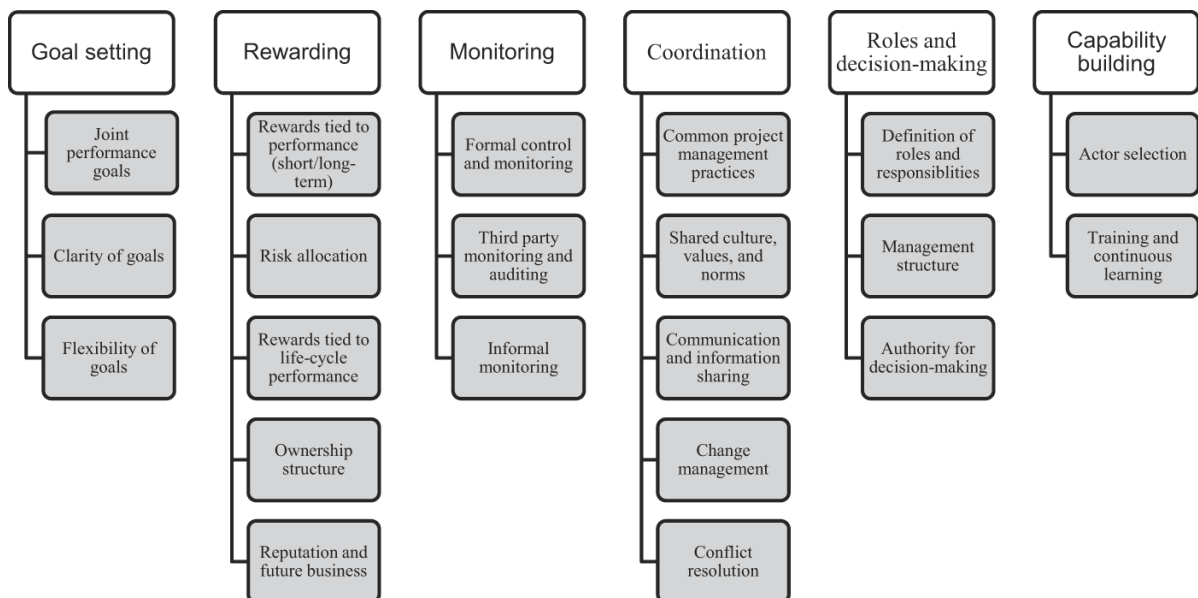 Goal setting
Joint
performance
goals
Clarity of goals
Flexibility of
goals
Rewarding
Rewards tied to
performance
(short/long-
term)
Risk allocation
Rewards tied to
life-cycle
performance
Ownership
structure
Reputation and
future business
Monitoring
Formal control
and monitoring
Third party
monitoring and
auditing
Informal
monitoring
Coordination
Common project
management
practices
Shared culture,
values, and
norms
Communication
and information
sharing
Change
management
Conflict
resolution
Roles and
decision-making
Definition of
roles and
responsiblities
Management
structure
Authority for
decision-making
Capability
building
Actor selection
Training and
continuous
learning